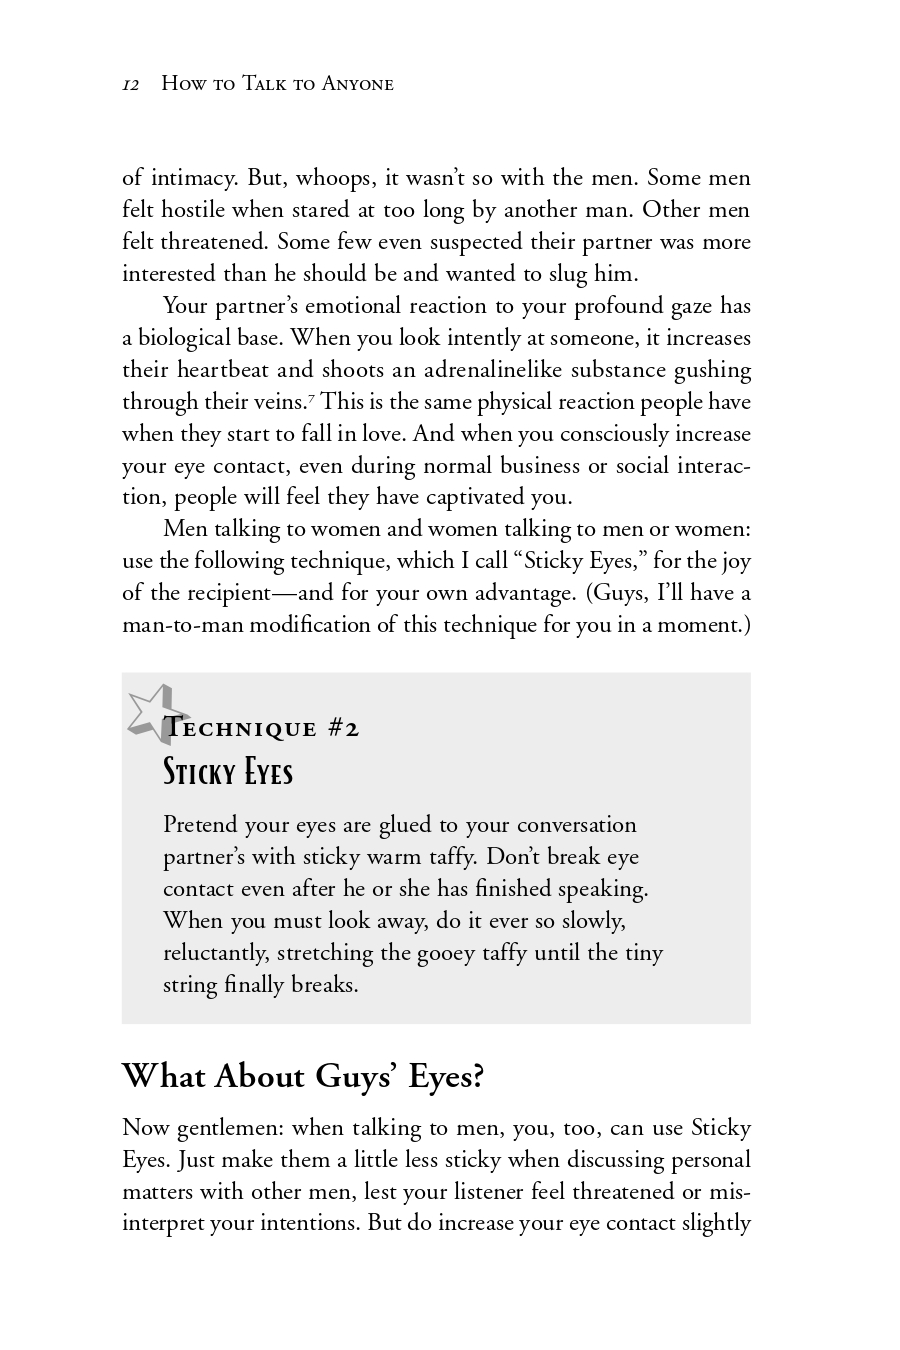 12 How to Talk to Anyone
of intimacy. But, whoops, it wasn’t so with the men. Some men
felt hostile when stared at too long by another man. Other men
felt threatened. Some few even suspected their partner was more
interested than he should be and wanted to slug him.
Your partner’s emotional reaction to your profound gaze has
a biological base. When you look intently at someone, it increases
their heartbeat and shoots an adrenalinelike substance gushing
through their veins.⁷ This is the same physical reaction people have
when they start to fall in love. And when you consciously increase
your eye contact, even during normal business or social interac-
tion, people will feel they have captivated you.
Men talking to women and women talking to men or women:
use the following technique, which I call “Sticky Eyes,” for the joy
of the recipient—and for your own advantage. (Guys, I’ll have a
man-to-man modification of this technique for you in a moment.)
Technique #2
Sticky Eyes
Pretend your eyes are glued to your conversation
partner’s with sticky warm taffy. Don’t break eye
contact even after he or she has finished speaking.
When you must look away, do it ever so slowly,
reluctantly, stretching the gooey taffy until the tiny
string finally breaks.
What About Guys’ Eyes?
Now gentlemen: when talking to men, you, too, can use Sticky
Eyes. Just make them a little less sticky when discussing personal
matters with other men, lest your listener feel threatened or mis-
interpret your intentions. But do increase your eye contact slightly